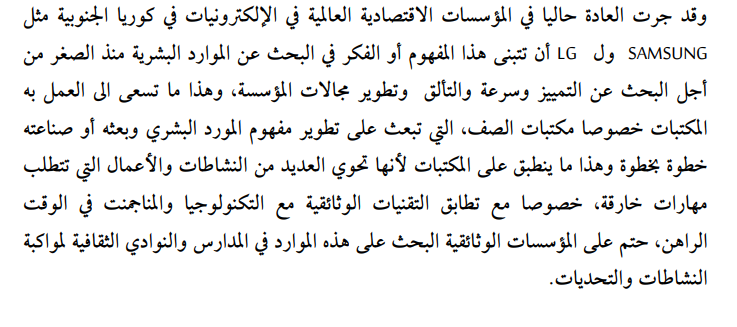 وقد جرت العادة حاليا في المؤسسات الاقتصادية العالمية في الإلكترونيات في كوريا الجنوبية مثل
SAMSUNG ول LG أن تتبنى هذا المفهوم أو الفكر في البحث عن الموارد البشرية منذ الصغر من
أجل البحث عن التمييز وسرعة والتألق وتطوير مجالات المؤسسة، وهذا ما تسعى الى العمل به
المكتبات خصوصا مكتبات الصف، التي تبعث على تطوير مفهوم المورد البشري وبعثه أو صناعته
خطوة بخطوة وهذا ما ينطبق على المكتبات لأنها تحوي العديد من النشاطات والأعمال التي تتطلب
مهارات خارقة، خصوصا مع تطابق التقنيات الوثائقية مع التكنولوجيا والمناجمنت في الوقت
الراهن، حتم على المؤسسات الوثائقية البحث على هذه الموارد في المدارس والنوادي الثقافية لمواكبة
النشاطات والتحديات.